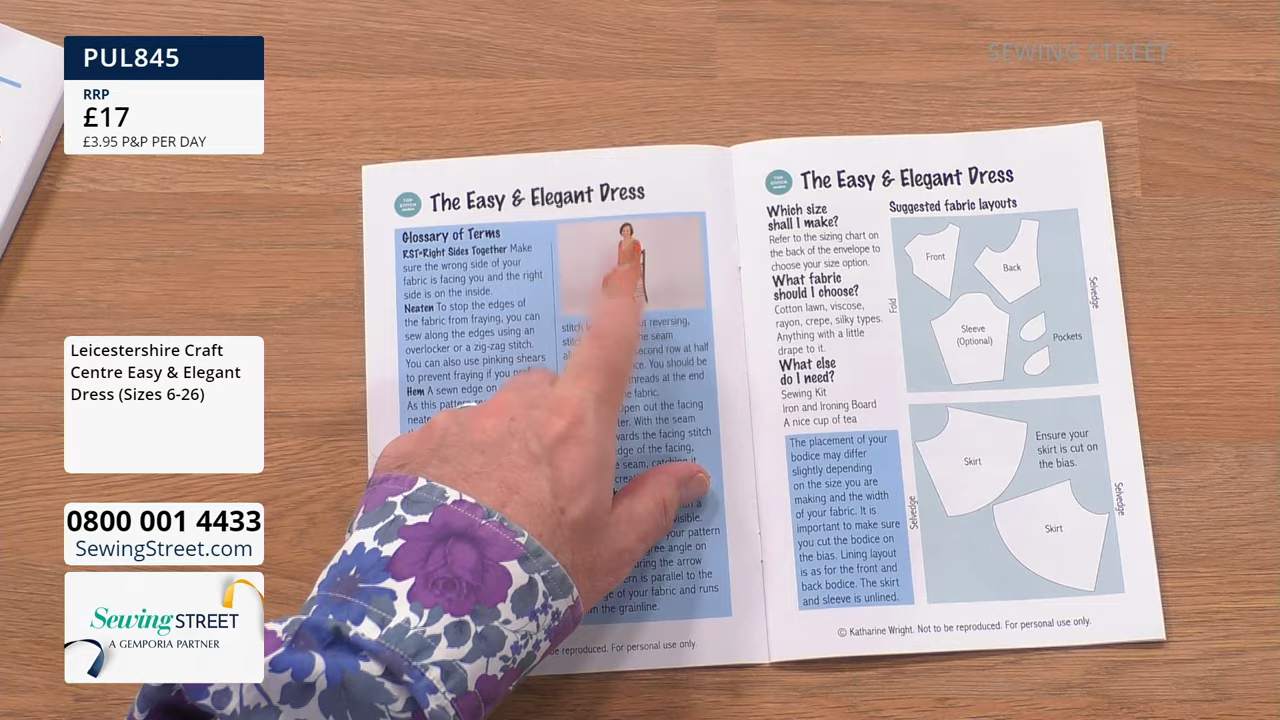 PUL845
RRP
£17
£3.95 P&P PER DAY
Leicestershire Craft
Centre Easy & Elegant
Dress (Sizes 6-26)
0800 001 4433
SewingStreet.com
Sewing STREET
A GEMPORIA PARTNER
SEWING STREET
The Easy & Elegant Dress
Glossary of Terms
RST=Right Sides Together Make
sure the wrong side of your
fabric is facing you and the right
side is on the inside.
Neaten To stop the edges of
the fabric from fraying, you can
sew along the edges using an
overlocker or a zig-zag stitch.
You can also use pinking shears
to prevent fraying if you
Hem A sewn edge on
As this pattern
stitch reversing,
seam
second row at half
You should be
threads at the end
fabric.
Open out the facing
With the seam
towards the facing stitch
edge of the facing,
seam, catching it
with a
visible.
your pattern
angle on
the arrow
is parallel to the
of your fabric and runs
the grainline.
be reproduced. For personal use only.
TOP STITCH
The Easy & Elegant Dress
Which size
shall I make?
Refer to the sizing chart on
the back of the envelope to
choose your size option.
What fabric
should I choose?
Cotton lawn, viscose,
rayon, crepe, silky types.
Anything with a little
drape to it.
What else
do I need?
Sewing Kit
Iron and Ironing Board
A nice cup of tea
The placement of your
bodice may differ
slightly depending
on the size you are
making and the width
of your fabric. It is
important to make sure
you cut the bodice on
the bias. Lining layout
is as for the front and
back bodice. The skirt
and sleeve is unlined.
Suggested fabric layouts
Front
Back
Fold
Selvedge
Sleeve
(Optional)
Pockets
Skirt
Ensure your
skirt is cut on
the bias.
Selvedge
Selvedge
Skirt
© Katharine Wright. Not to be reproduced. For personal use only.